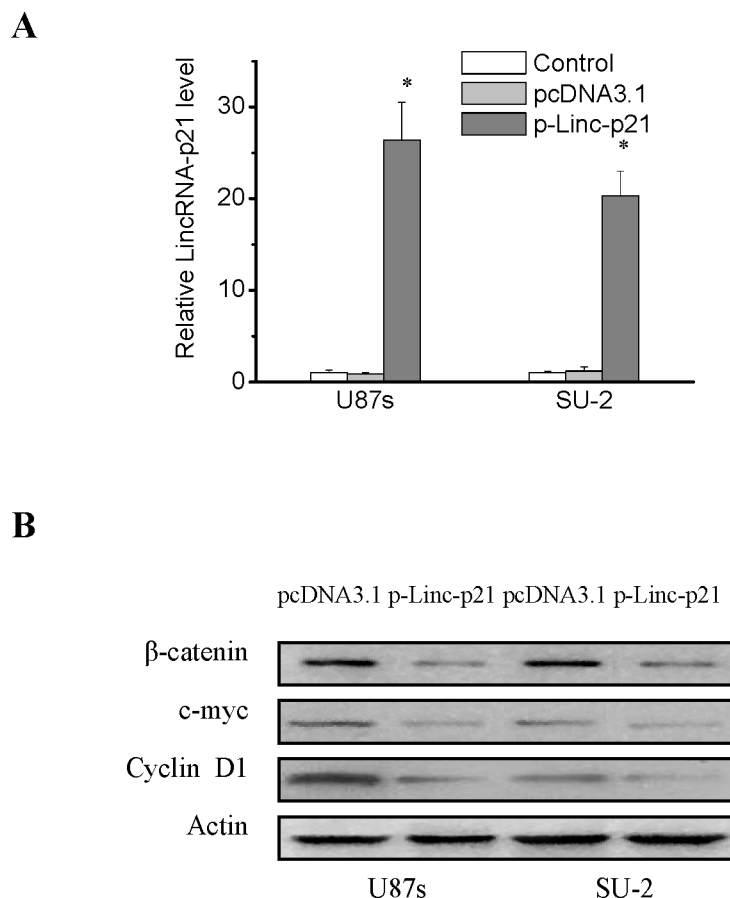 A
Control
pcDNA3.1
p-Linc-p21
*
*
Relative LincRNA-p21 level
30
20
10
0
U87s SU-2
B
pcDNA3.1 p-Linc-p21 pcDNA3.1 p-Linc-p21
β-catenin
c-myc
Cyclin D1
Actin
U87s SU-2